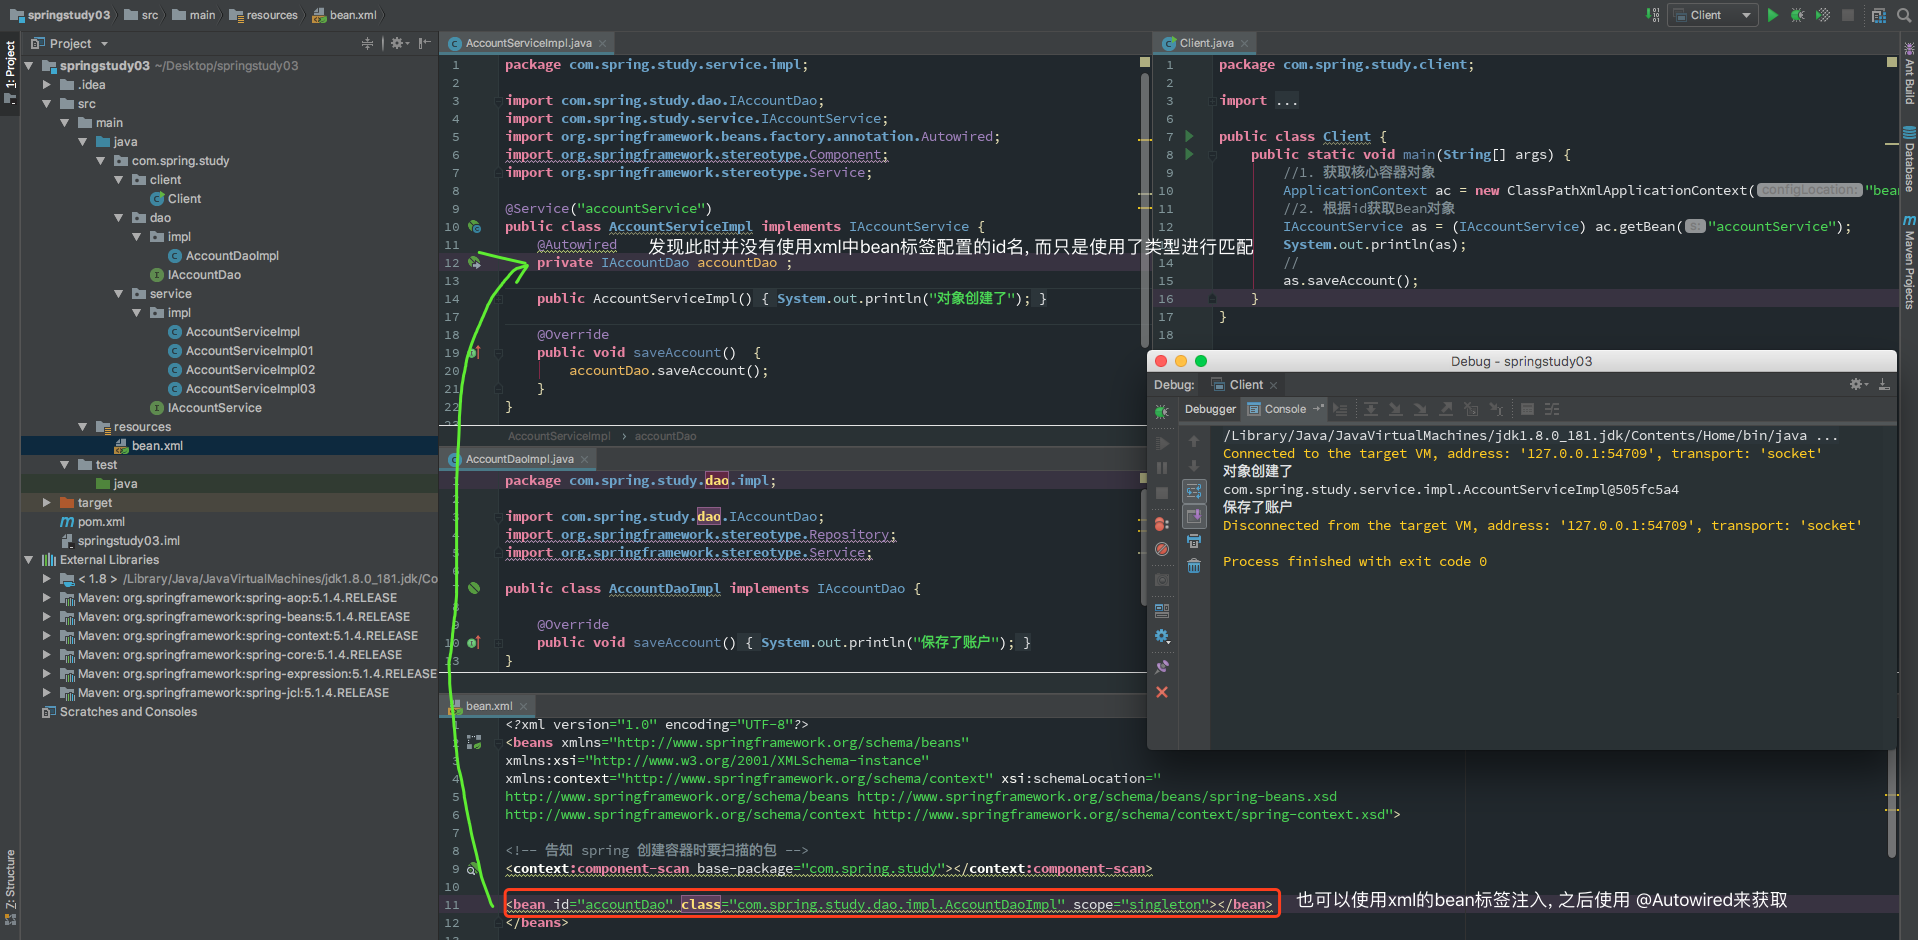 springstudy03 src main resources bean.xml
Client
Project
1: Project
springstudy03 ~/Desktop/springstudy03
.idea
src
main
java
com.spring.study
client
Client
dao
impl
AccountDaoImpl
IAccountDao
service
impl
AccountServiceImpl
AccountServiceImpl01
AccountServiceImpl02
AccountServiceImpl03
IAccountService
resources
bean.xml
test
java
target
pom.xml
springstudy03.iml
External Libraries
< 1.8 > /Library/Java/JavaVirtualMachines/jdk1.8.0_181.jdk/Co
Maven: org.springframework:spring-aop:5.1.4.RELEASE
Maven: org.springframework:spring-beans:5.1.4.RELEASE
Maven: org.springframework:spring-context:5.1.4.RELEASE
Maven: org.springframework:spring-core:5.1.4.RELEASE
Maven: org.springframework:spring-expression:5.1.4.RELEASE
Maven: org.springframework:spring-jcl:5.1.4.RELEASE
Scratches and Consoles
Z: Structure
AccountServiceImpl.java
1 package com.spring.study.service.impl;
2
3 import com.spring.study.dao.IAccountDao;
4 import com.spring.study.service.IAccountService;
5 import org.springframework.beans.factory.annotation.Autowired;
6 import org.springframework.stereotype.Component;
7 import org.springframework.stereotype.Service;
8
9 @Service("accountService")
10 public class AccountServiceImpl implements IAccountService {
11 @Autowired 发现此时并没有使用xml中bean标签配置的id名, 而只是使用了类型进行匹配
12 private IAccountDao accountDao ;
13
14 public AccountServiceImpl() { System.out.println("对象创建了"); }
17
18 @Override
19 public void saveAccount() {
20 accountDao.saveAccount();
21 }
22 }
AccountServiceImpl › accountDao
AccountDaoImpl.java
package com.spring.study.dao.impl;
import com.spring.study.dao.IAccountDao;
import org.springframework.stereotype.Repository;
import org.springframework.stereotype.Service;
public class AccountDaoImpl implements IAccountDao {
@Override
10 public void saveAccount() { System.out.println("保存了账户"); }
13 }
bean.xml
1 <?xml version="1.0" encoding="UTF-8"?>
2 <beans xmlns="http://www.springframework.org/schema/beans"
3 xmlns:xsi="http://www.w3.org/2001/XMLSchema-instance"
4 xmlns:context="http://www.springframework.org/schema/context" xsi:schemaLocation="
5 http://www.springframework.org/schema/beans http://www.springframework.org/schema/beans/spring-beans.xsd
6 http://www.springframework.org/schema/context http://www.springframework.org/schema/context/spring-context.xsd">
7
8 <!-- 告知 spring 创建容器时要扫描的包 -->
9 <context:component-scan base-package="com.spring.study"></context:component-scan>
10
11 <bean id="accountDao" class="com.spring.study.dao.impl.AccountDaoImpl" scope="singleton"></bean> 也可以使用xml的bean标签注入, 之后使用 @Autowired来获取
12 </beans>
Client.java
1 package com.spring.study.client;
2
3 import ...
6
7 public class Client {
8 public static void main(String[] args) {
9 //1. 获取核心容器对象
10 ApplicationContext ac = new ClassPathXmlApplicationContext( configLocation: "bean
11 //2. 根据id获取Bean对象
12 IAccountService as = (IAccountService) ac.getBean( s: "accountService");
System.out.println(as);
14 //
15 as.saveAccount();
16 }
17 }
18
Debug - springstudy03
Debug: Client
Debugger Console
/Library/Java/JavaVirtualMachines/jdk1.8.0_181.jdk/Contents/Home/bin/java ...
Connected to the target VM, address: '127.0.0.1:54709', transport: 'socket'
对象创建了
com.spring.study.service.impl.AccountServiceImpl@505fc5a4
保存了账户
Disconnected from the target VM, address: '127.0.0.1:54709', transport: 'socket'
Process finished with exit code 0
Ant Build
Database
Maven Projects